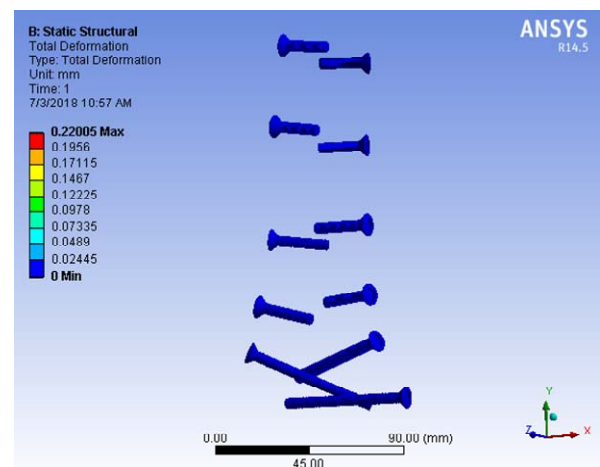 B: Static Structural
Total Deformation
Type: Total Deformation
Unit: mm
Time: 1
7/3/2018 10:57 AM
0.22005 Max
0.1956
0.17115
0.1467
0.12225
0.0978
0.07335
0.0489
0.02445
0 Min
ANSYS
R14.5
Y
Z
X
0.00
90.00 (mm)
45.00